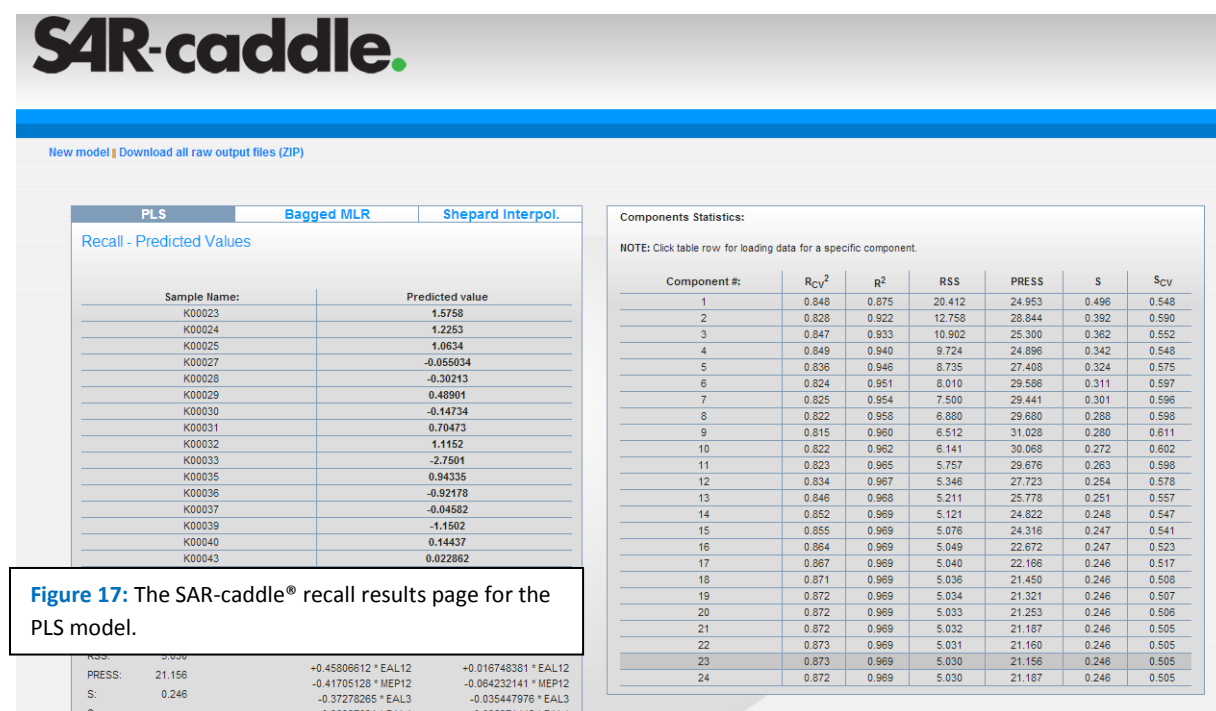 SAR-caddle.
New model | Download all raw output files (ZIP)
PLS Bagged MLR Shepard Interpol.
Recall - Predicted Values
Sample Name: Predicted value
K00023 1.5758
K00024 1.2253
K00025 1.0634
K00027 -0.055034
K00028 -0.30213
K00029 0.48901
K00030 -0.14734
K00031 0.70473
K00032 1.1152
K00033 -2.7501
K00035 0.94335
K00036 -0.92178
K00037 -0.04582
K00039 -1.1502
K00040 0.14437
K00043 0.022862
Figure 17: The SAR-caddle® recall results page for the
PLS model.
RSS: 5.030
+0.45806612 * EAL12 +0.016748381 * EAL12
PRESS: 21.156
-0.41705128 * MEP12 -0.064232141 * MEP12
S: 0.246
-0.37278265 * EAL3 -0.035447976 * EAL3
Components Statistics:
NOTE: Click table row for loading data for a specific component.
Component #: RCV2 R2 RSS PRESS S SCV
1 0.848 0.875 20.412 24.953 0.496 0.548
2 0.828 0.922 12.758 28.844 0.392 0.590
3 0.847 0.933 10.902 25.300 0.362 0.552
4 0.849 0.940 9.724 24.896 0.342 0.548
5 0.836 0.946 8.735 27.408 0.324 0.575
6 0.824 0.951 8.010 29.586 0.311 0.597
7 0.825 0.954 7.500 29.441 0.301 0.596
8 0.822 0.958 6.880 29.680 0.288 0.598
9 0.815 0.960 6.512 31.028 0.280 0.611
10 0.822 0.962 6.141 30.068 0.272 0.602
11 0.823 0.965 5.757 29.676 0.263 0.598
12 0.834 0.967 5.346 27.723 0.254 0.578
13 0.846 0.968 5.211 25.778 0.251 0.557
14 0.852 0.969 5.121 24.822 0.248 0.547
15 0.855 0.969 5.076 24.316 0.247 0.541
16 0.864 0.969 5.049 22.672 0.247 0.523
17 0.867 0.969 5.040 22.166 0.246 0.517
18 0.871 0.969 5.036 21.450 0.246 0.508
19 0.872 0.969 5.034 21.321 0.246 0.507
20 0.872 0.969 5.033 21.253 0.246 0.506
21 0.872 0.969 5.032 21.187 0.246 0.505
22 0.873 0.969 5.031 21.160 0.246 0.505
23 0.873 0.969 5.030 21.156 0.246 0.505
24 0.872 0.969 5.030 21.187 0.246 0.505